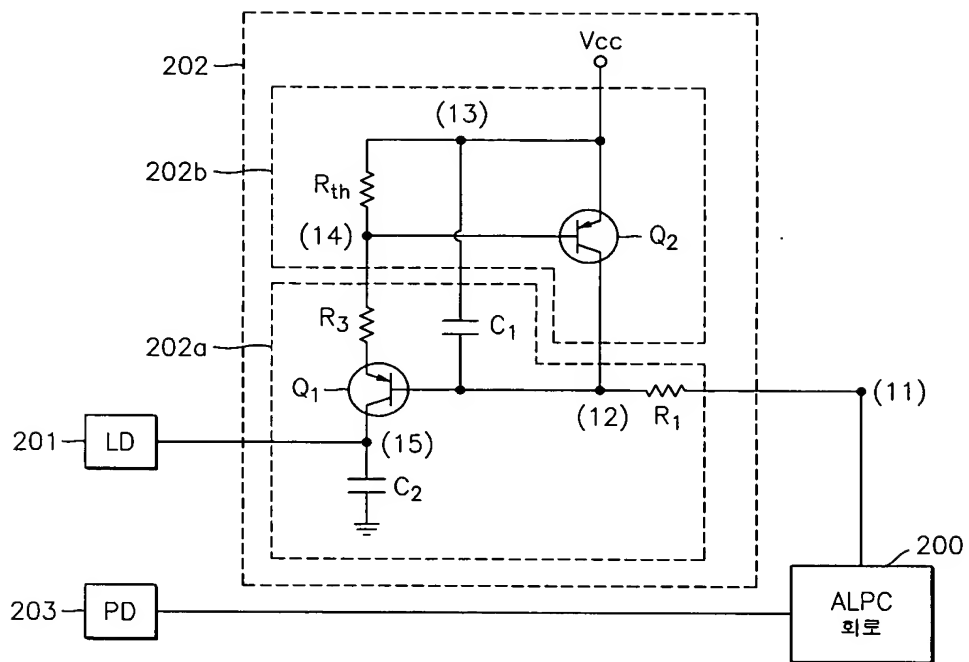 202
Vcc
(13)
202b
Rth
(14)
Q2
R3
C1
202a
Q1
(12)
R1
(11)
201
LD
(15)
C2
200
203
PD
ALPC
회로